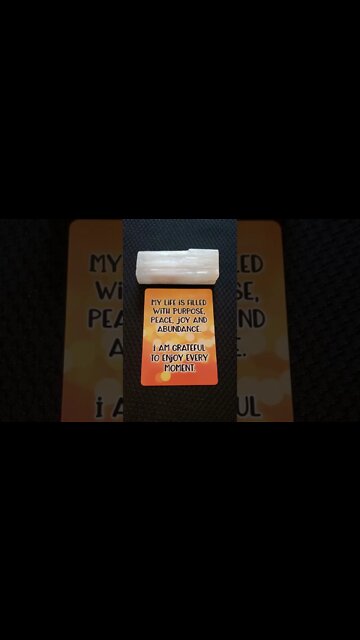 MY LIFE IS FILLED
WITH PURPOSE,
PEACE, JOY AND
ABUNDANCE.
I AM GRATEFUL
TO ENJOY EVERY
MOMENT.